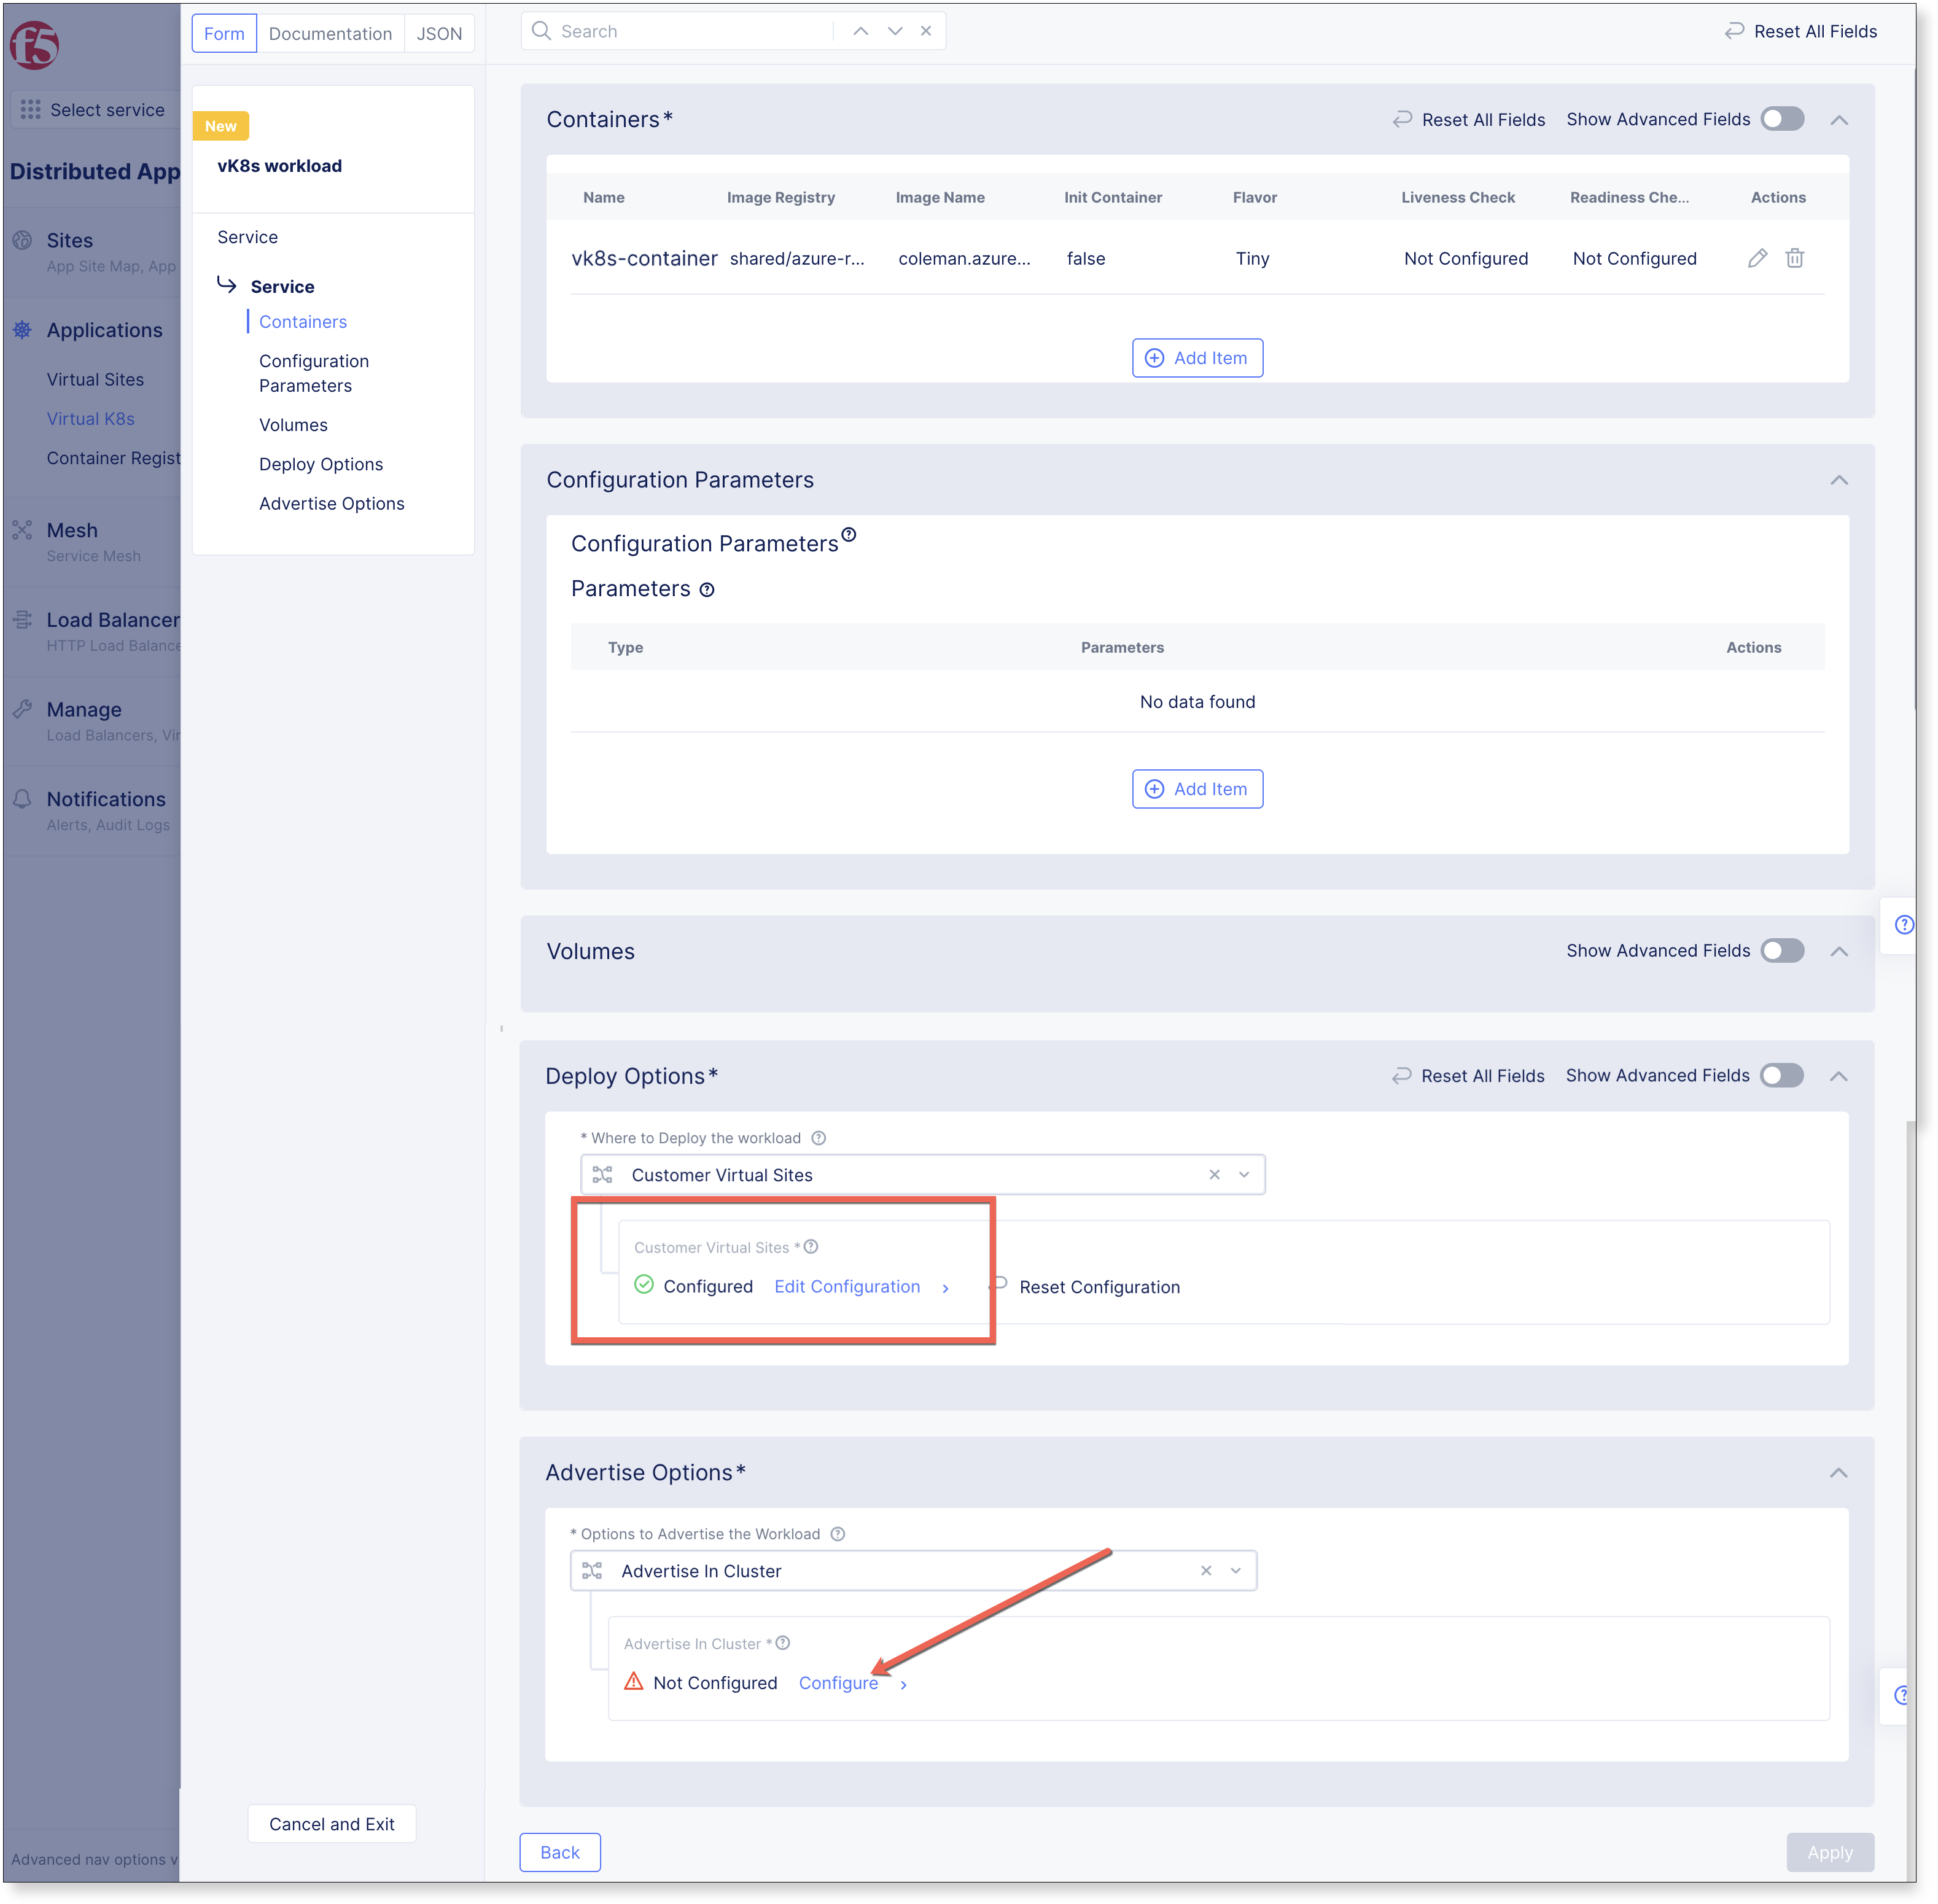 f5
Select service
Distributed App
Sites
App Site Map, App
Applications
Virtual Sites
Virtual K8s
Container Regist
Mesh
Service Mesh
Load Balancer
HTTP Load Balance
Manage
Load Balancers, Vir
Notifications
Alerts, Audit Logs
Advanced nav options v
Form
Documentation
JSON
New
vK8s workload
Service
Service
Containers
Configuration
Parameters
Volumes
Deploy Options
Advertise Options
Cancel and Exit
Search
Reset All Fields
Containers*
Reset All Fields
Show Advanced Fields
Name Image Registry Image Name Init Container Flavor Liveness Check Readiness Che... Actions
vk8s-container shared/azure-r... coleman.azure... false Tiny Not Configured Not Configured
Add Item
Configuration Parameters
Configuration Parameters
Parameters
Type Parameters Actions
No data found
Add Item
Volumes
Show Advanced Fields
Deploy Options*
Reset All Fields
Show Advanced Fields
* Where to Deploy the workload
Customer Virtual Sites
Customer Virtual Sites *
Configured Edit Configuration Reset Configuration
Advertise Options*
* Options to Advertise the Workload
Advertise In Cluster
Advertise In Cluster *
Not Configured Configure
Back
Apply